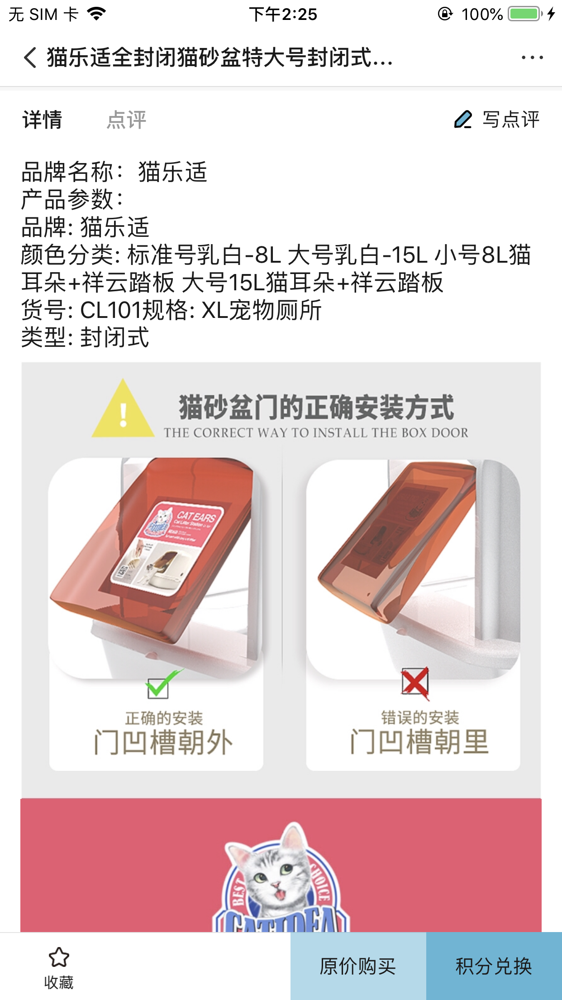 无 SIM 卡
下午2:25
100%
猫乐适全封闭猫砂盆特大号封闭式...
详情
点评
写点评
品牌名称：猫乐适
产品参数：
品牌: 猫乐适
颜色分类: 标准号乳白-8L 大号乳白-15L 小号8L猫
耳朵+祥云踏板 大号15L猫耳朵+祥云踏板
货号: CL101规格: XL宠物厕所
类型: 封闭式
猫砂盆门的正确安装方式
THE CORRECT WAY TO INSTALL THE BOX DOOR
CAT EARS
Cat Litter Station
正确的安装
门凹槽朝外
错误的安装
门凹槽朝里
BEST CHOICE
CATIDEA
收藏
原价购买
积分兑换